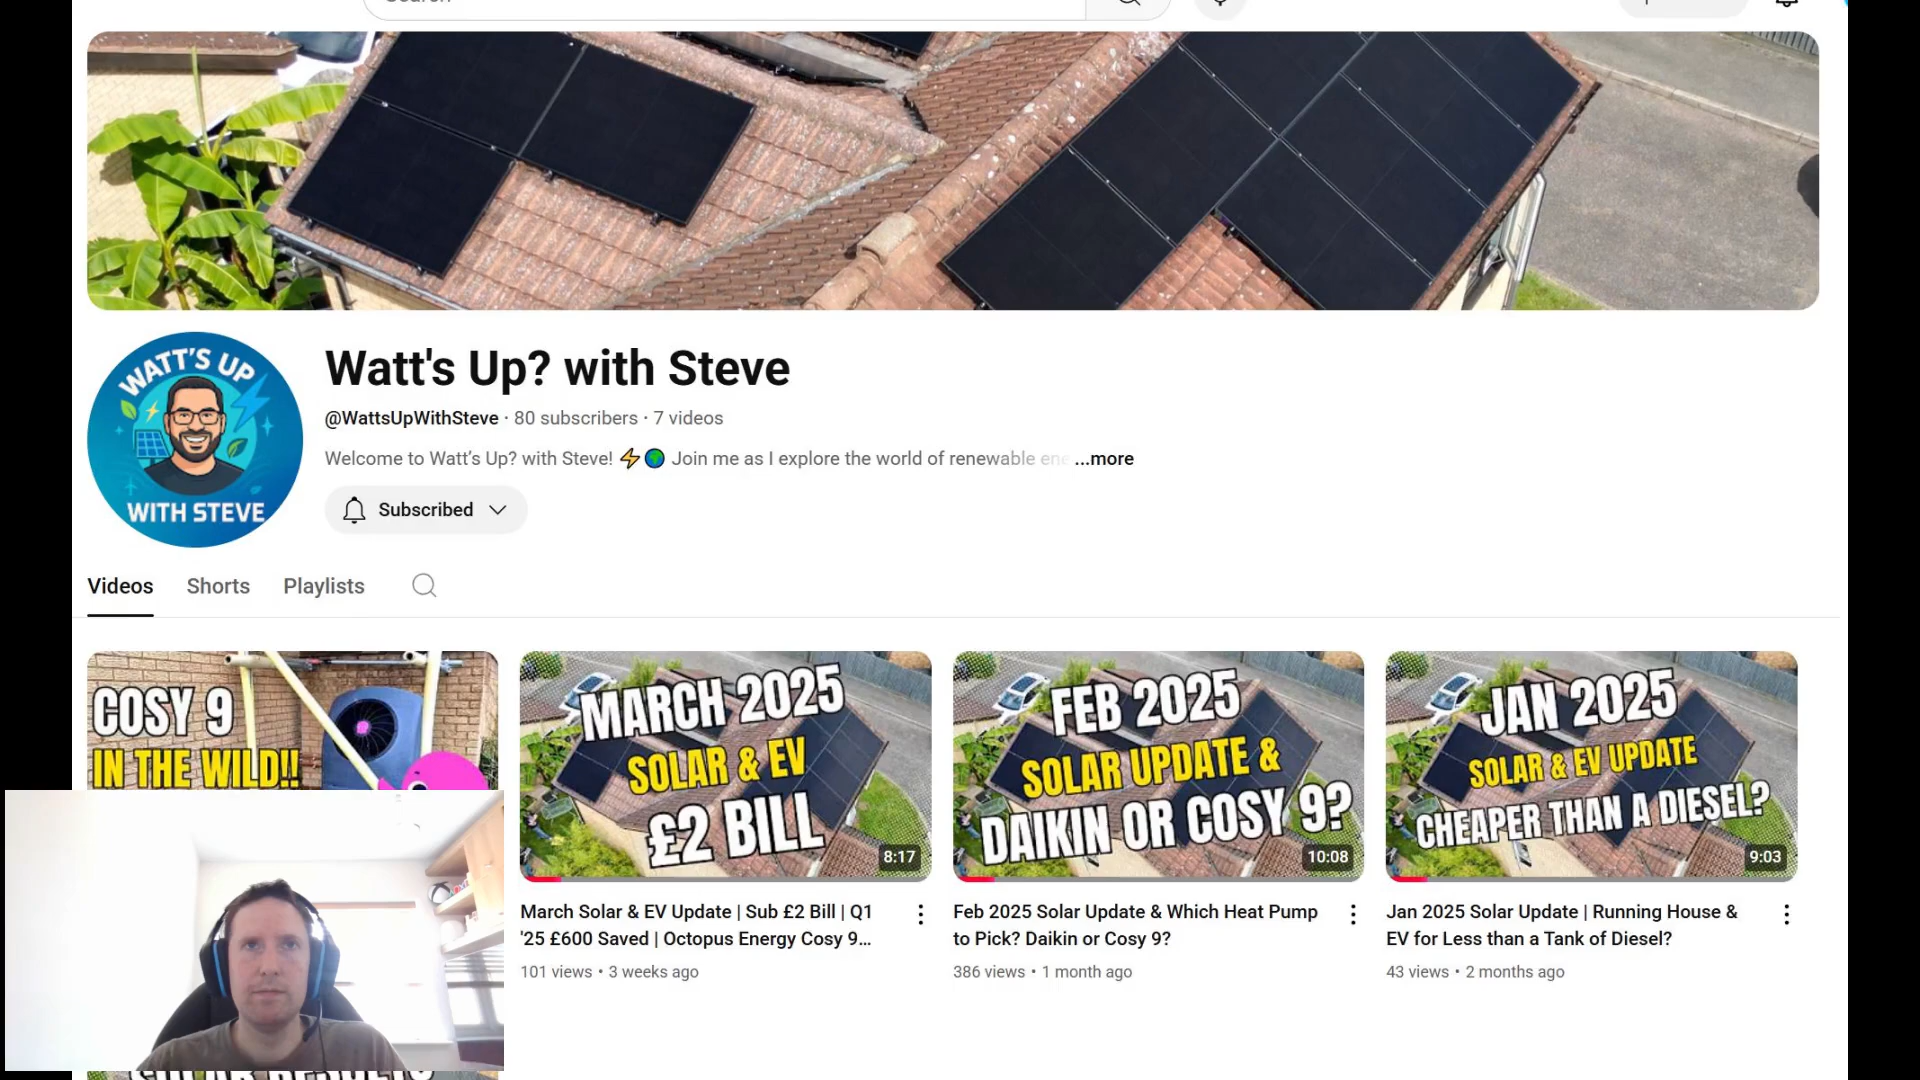 Watt's Up? with Steve
@WattsUpWithSteve · 80 subscribers · 7 videos
Welcome to Watt’s Up? with Steve! ⚡🌍 Join me as I explore the world of renewable ...more
WATT'S UP
WITH STEVE
Subscribed
Videos Shorts Playlists
COSY 9
IN THE WILD!!
MARCH 2025
SOLAR & EV
£2 BILL
8:17
FEB 2025
SOLAR UPDATE &
DAIKIN OR COSY 9?
10:08
JAN 2025
SOLAR & EV UPDATE
CHEAPER THAN A DIESEL?
9:03
March Solar & EV Update | Sub £2 Bill | Q1
'25 £600 Saved | Octopus Energy Cosy 9...
101 views • 3 weeks ago
Feb 2025 Solar Update & Which Heat Pump
to Pick? Daikin or Cosy 9?
386 views • 1 month ago
Jan 2025 Solar Update | Running House &
EV for Less than a Tank of Diesel?
43 views • 2 months ago